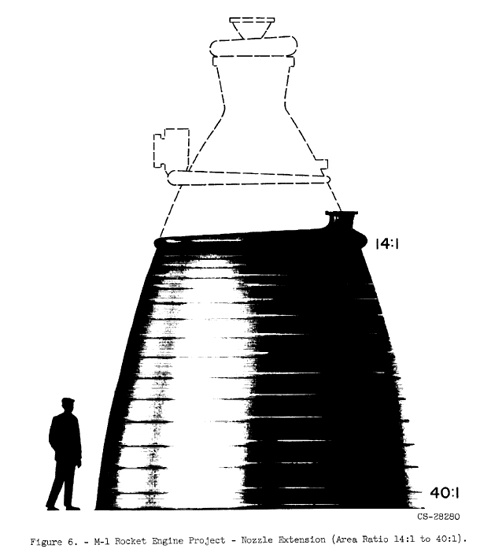 14:1
40:1
CS-28280
Figure 6. - M-1 Rocket Engine Project - Nozzle Extension (Area Ratio 14:1 to 40:1).